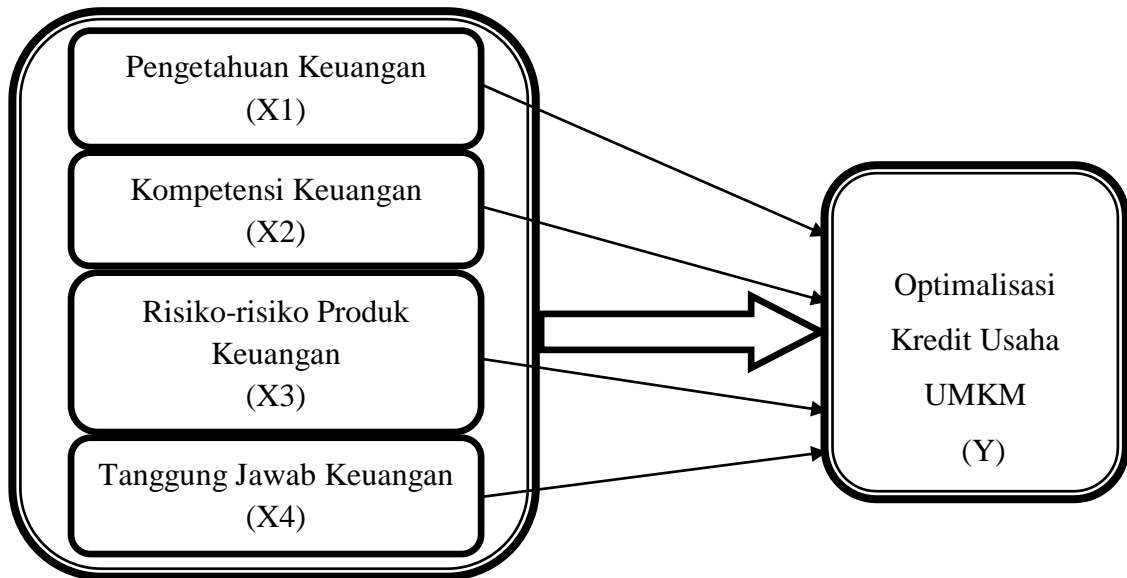 Pengetahuan Keuangan
(X1)
Kompetensi Keuangan
(X2)
Risiko-risiko Produk
Keuangan
(X3)
Tanggung Jawab Keuangan
(X4)
Optimalisasi
Kredit Usaha
UMKM
(Y)